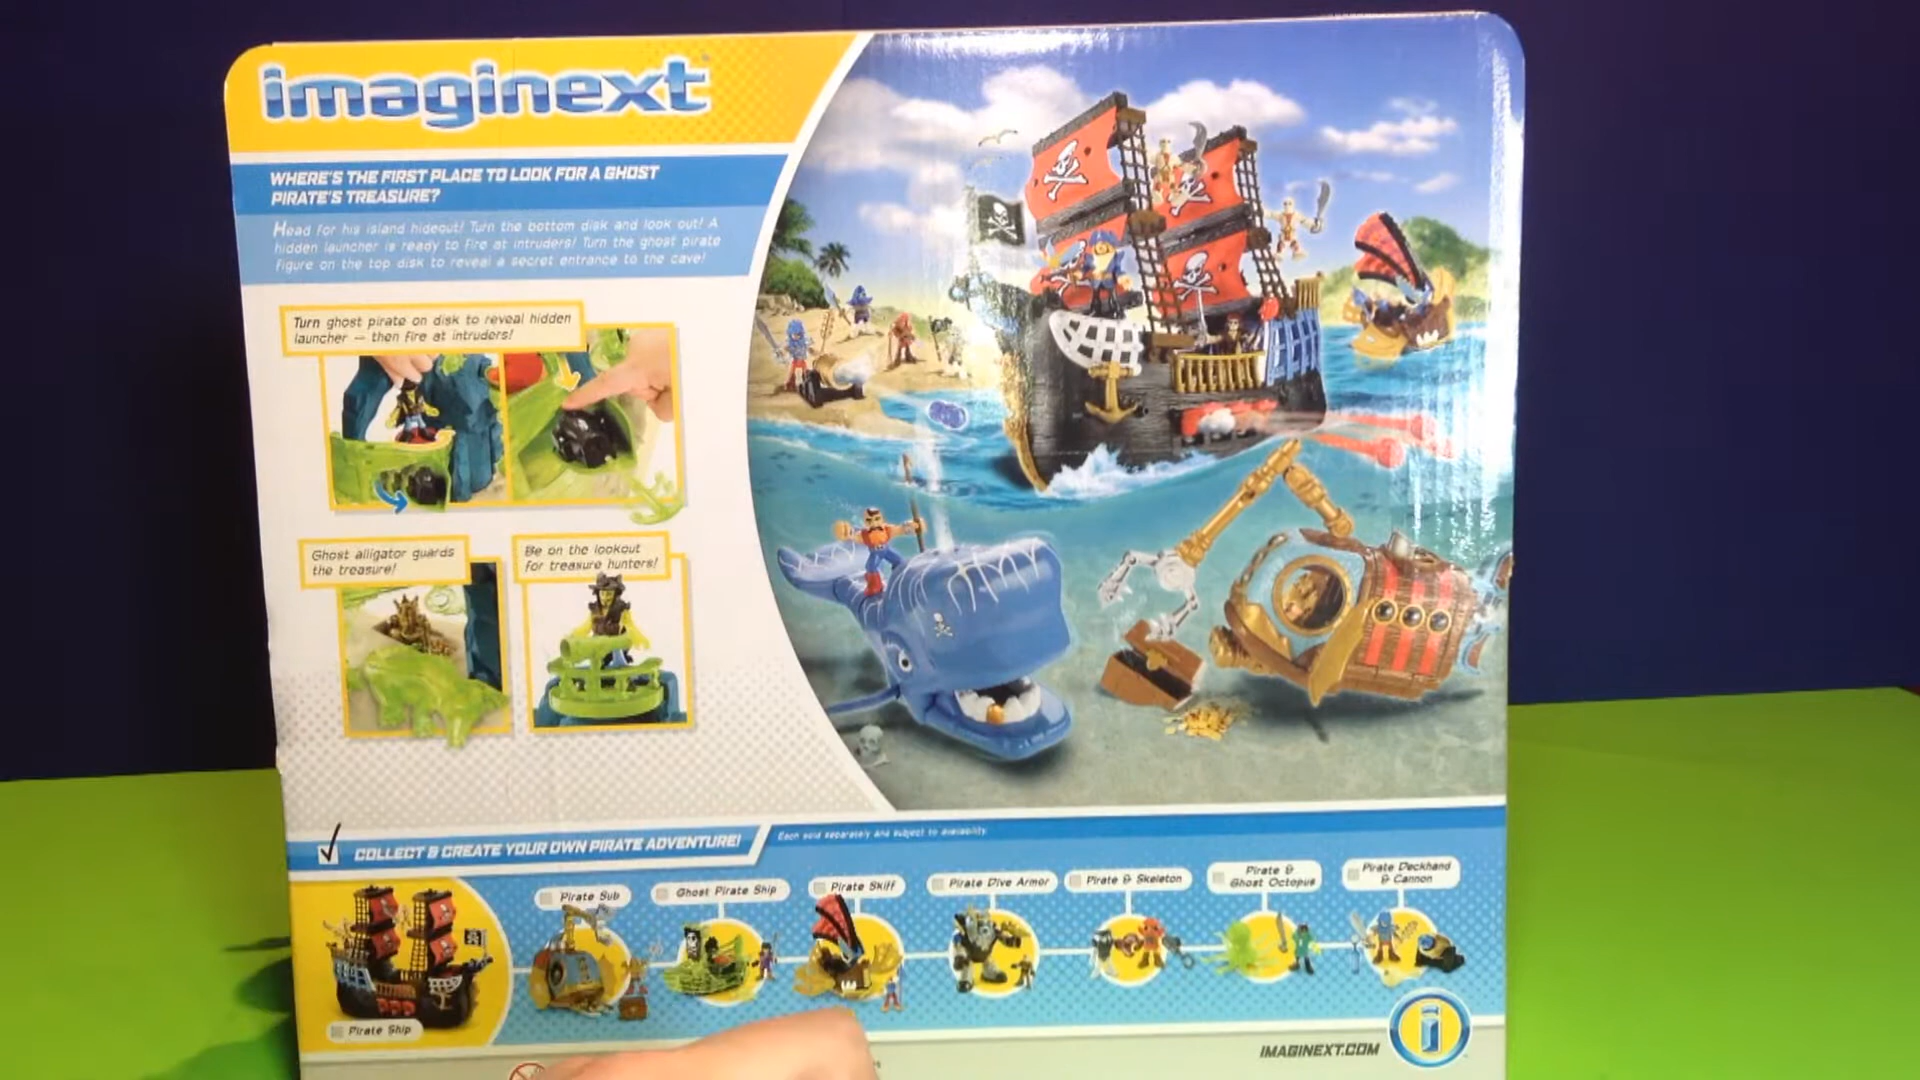 imaginext
WHERE'S THE FIRST PLACE TO LOOK FOR A GHOST
PIRATE'S TREASURE?
Head for his island hideout! Turn the bottom disk and look out! A
hidden launcher is ready to fire at intruders! Turn the ghost pirate
figure on the top disk to reveal a secret entrance to the cave!
Turn ghost pirate on disk to reveal hidden
launcher — then fire at intruders!
Ghost alligator guards
the treasure!
Be on the lookout
for treasure hunters!
COLLECT & CREATE YOUR OWN PIRATE ADVENTURE!
Each sold separately and subject to availability.
Pirate Ship
Pirate Sub
Ghost Pirate Ship
Pirate Skiff
Pirate Dive Armor
Pirate & Skeleton
Pirate &
Ghost Octopus
Pirate Deckhand
& Cannon
IMAGINEXT.COM
i